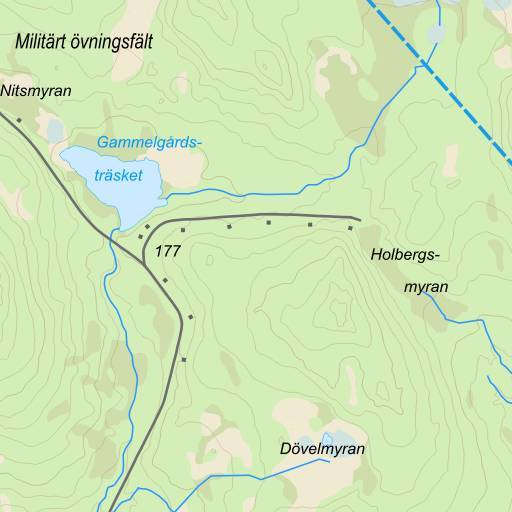 Militärt övningsfält
Nitsmyran
Gammelgårds-
träsket
177
Holbergs-
myran
Dövelmyran